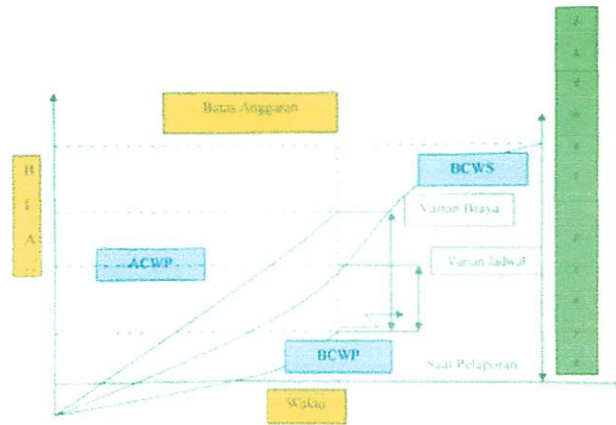 Batas Anggaran
B
I
A
BCWS
Varian Biaya
ACWP
Varian Jadwal
BCWP
Saat Pelaporan
Waktu